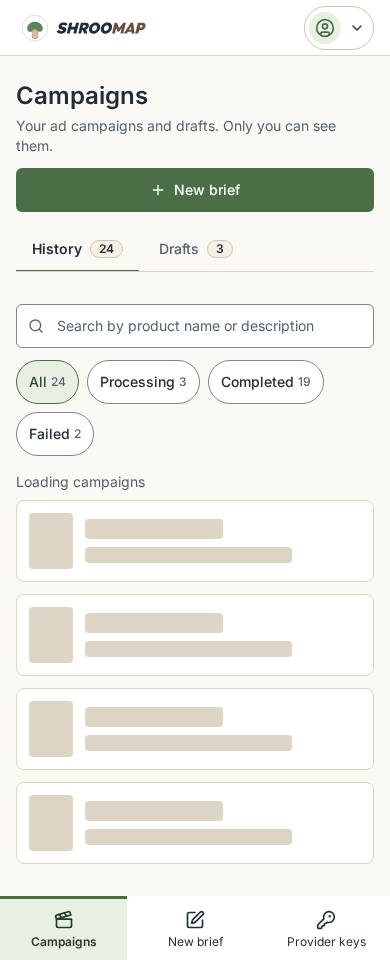 SHROOMAP
Campaigns
Your ad campaigns and drafts. Only you can see
them.
New brief
History 24 Drafts 3
Search by product name or description
All 24 Processing 3 Completed 19
Failed 2
Loading campaigns
Campaigns New brief Provider keys